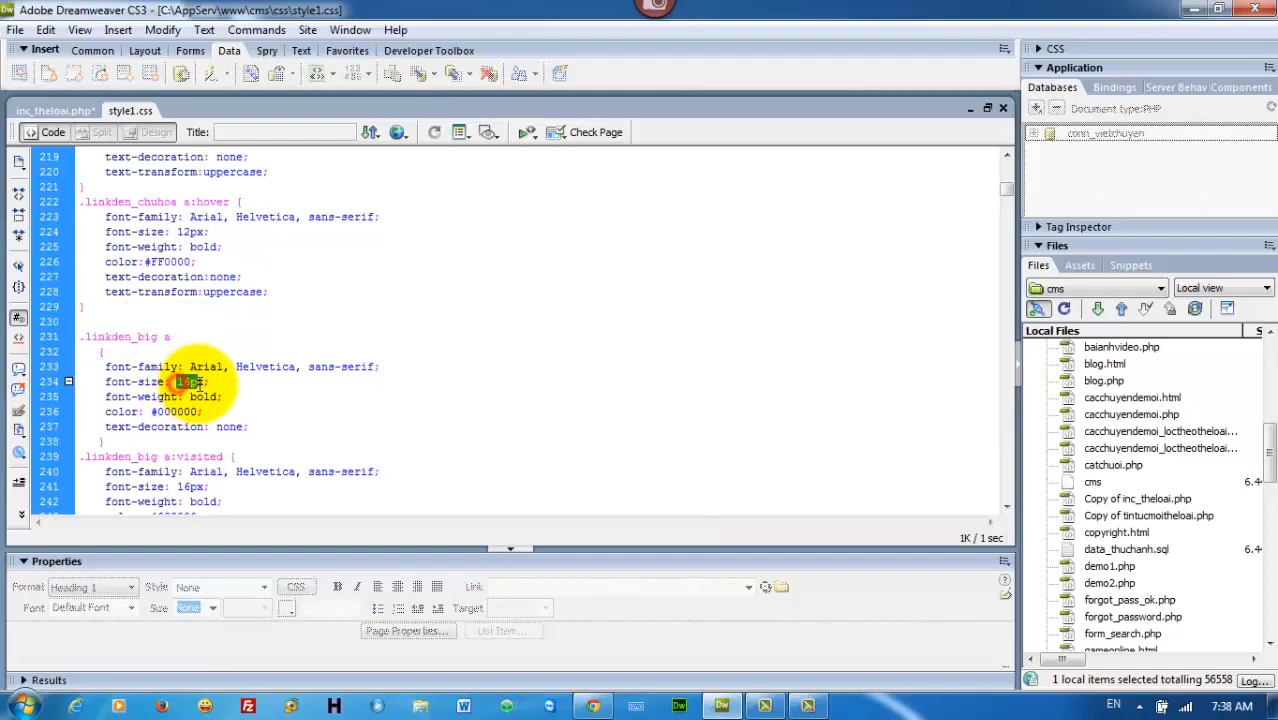 Adobe Dreamweaver CS3 - [C:\AppServ\www\cms\css\style1.css]
File Edit View Insert Modify Text Commands Site Window Help
Insert Common Layout Forms Data Spry Text Favorites Developer Toolbox
inc_theloai.php* style1.css
Code Split Design Title: Check Page
219 text-decoration: none;
220 text-transform:uppercase;
221 }
222 .linkden_chuhoa a:hover {
223 font-family: Arial, Helvetica, sans-serif;
224 font-size: 12px;
225 font-weight: bold;
226 color:#FF0000;
227 text-decoration:none;
228 text-transform:uppercase;
229 }
230
231 .linkden_big a
232 {
233 font-family: Arial, Helvetica, sans-serif;
234 font-size:
235 font-weight: bold;
236 color: #000000;
237 text-decoration: none;
238 }
239 .linkden_big a:visited {
240 font-family: Arial, Helvetica, sans-serif;
241 font-size: 16px;
242 font-weight: bold;
1K / 1 sec
Properties
Format Heading 1 Style None CSS Link
Font Default Font Size None Target
Page Properties... List Item...
Results
CSS
Application
Databases Bindings Server Behav Components
Document type:PHP
conn_vietchuyen
Tag Inspector
Files
Files Assets Snippets
cms Local view
Local Files S
baianhvideo.php
blog.html
blog.php
cacchuyendemoi.html
cacchuyendemoi.php
cacchuyendemoi_loctheotheloai...
cacchuyendemoi_loctheotheloai...
catchuoi.php
cms 6.4
Copy of inc_theloai.php
Copy of tintucmoitheloai.php
copyright.html
data_thuchanh.sql 6.4
demo1.php
demo2.php
forgot_pass_ok.php
forgot_password.php
form_search.php
gameonline.html
1 local items selected totalling 56558 Log...
EN 7:38 AM